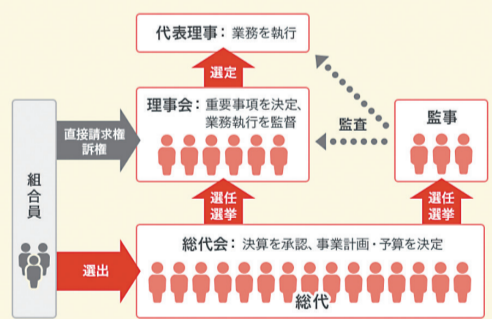 代表理事：業務を執行
選定
理事会：重要事項を決定、
業務執行を監督
監査
監事
直接請求権
訴権
組合員
選任
選挙
選任
選挙
選出
総代会：決算を承認、事業計画・予算を決定
総代